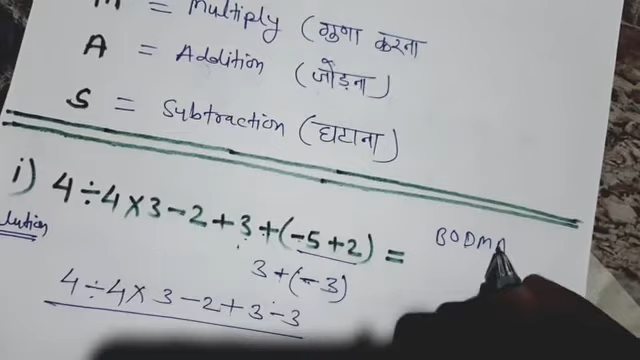 M = Multiply (गुणा करना
A = Addition (जोड़ना)
S = Subtraction (घटाना)
i) 4÷4×3-2+3+(-5+2) =
lution
BODMA
3+(-3)
4÷4×3-2+3-3